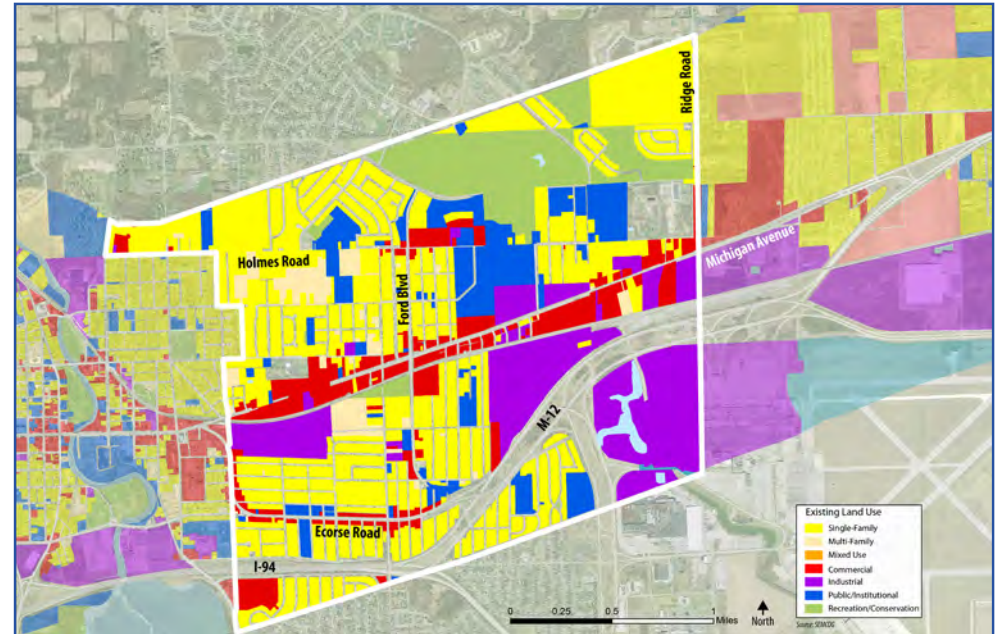 Ridge Road
Michigan Avenue
Holmes Road
Ford Blvd
M-12
Ecorse Road
I-94
Existing Land Use
Single-Family
Multi-Family
Mixed Use
Commercial
Industrial
Public/Institutional
Recreation/Conservation
0 0.25 0.5 1
Miles
North
Source: SEMCOG